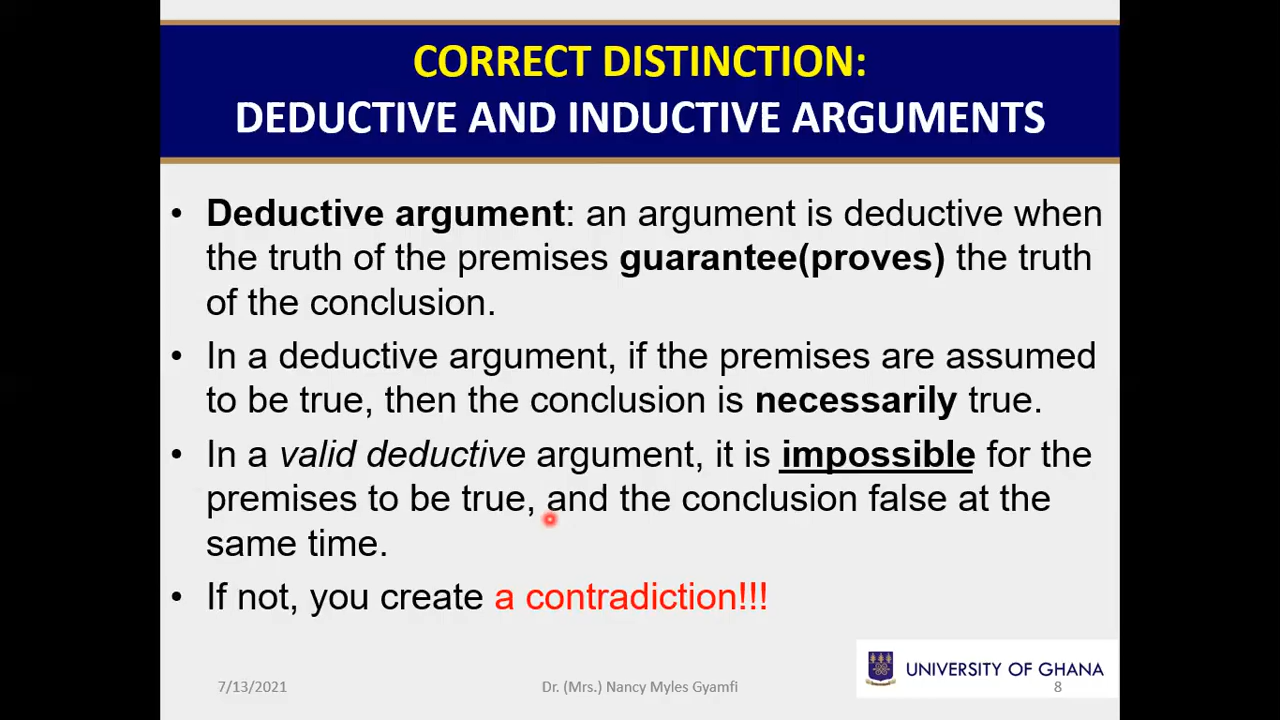 CORRECT DISTINCTION:
DEDUCTIVE AND INDUCTIVE ARGUMENTS
• Deductive argument: an argument is deductive when
the truth of the premises guarantee(proves) the truth
of the conclusion.
• In a deductive argument, if the premises are assumed
to be true, then the conclusion is necessarily true.
• In a valid deductive argument, it is impossible for the
premises to be true, and the conclusion false at the
same time.
• If not, you create a contradiction!!!
UNIVERSITY OF GHANA
7/13/2021
Dr. (Mrs.) Nancy Myles Gyamfi
8